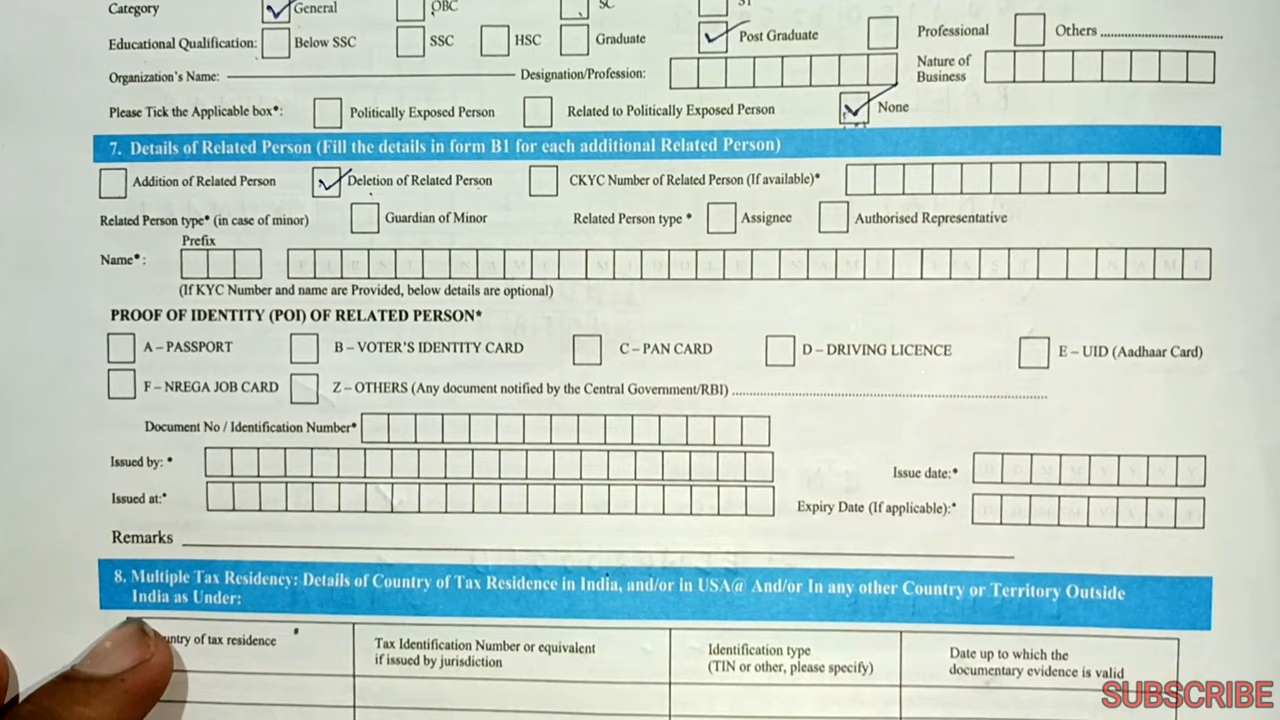 Category General OBC SC ST
Educational Qualification: Below SSC SSC HSC Graduate Post Graduate Professional Others
Organization's Name: Designation/Profession: Nature of Business
Please Tick the Applicable box*: Politically Exposed Person Related to Politically Exposed Person None
7. Details of Related Person (Fill the details in form B1 for each additional Related Person)
Addition of Related Person Deletion of Related Person CKYC Number of Related Person (If available)*
Related Person type* (in case of minor) Guardian of Minor Related Person type * Assignee Authorised Representative
Prefix
Name*: FIRST NAME MIDDLE NAME LAST NAME
(If KYC Number and name are Provided, below details are optional)
PROOF OF IDENTITY (POI) OF RELATED PERSON*
A – PASSPORT B – VOTER'S IDENTITY CARD C – PAN CARD D – DRIVING LICENCE E – UID (Aadhaar Card)
F – NREGA JOB CARD Z – OTHERS (Any document notified by the Central Government/RBI)
Document No / Identification Number*
Issued by: * Issue date:* D D M M Y Y Y Y
Issued at:* Expiry Date (If applicable):* D D M M Y Y Y Y
Remarks
8. Multiple Tax Residency: Details of Country of Tax Residence in India, and/or in USA@ And/or In any other Country or Territory Outside
India as Under:
ntry of tax residence # Tax Identification Number or equivalent Identification type Date up to which the
if issued by jurisdiction (TIN or other, please specify) documentary evidence is valid
SUBSCRIBE